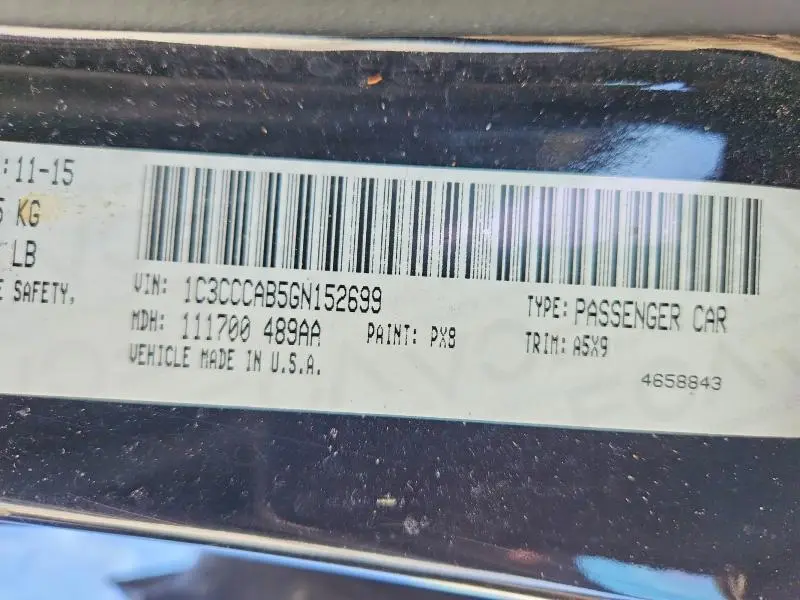 :11-15
5 KG
LB
E SAFETY,
VIN: 1C3CCCAB5GN152699 TYPE: PASSENGER CAR
MDH: 111700 489AA PAINT: PX8 TRIM: A5X9
VEHICLE MADE IN U.S.A.
4658843